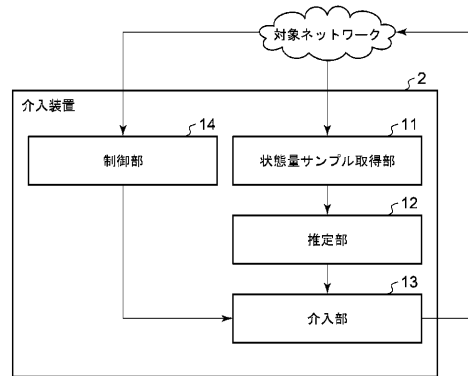 対象ネットワーク
2
介入装置
14
制御部
11
状態量サンプル取得部
12
推定部
13
介入部